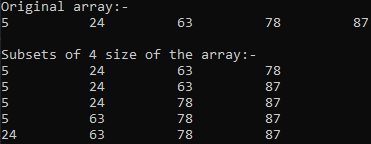 Original array:-
5 24 63 78 87
Subsets of 4 size of the array:-
5 24 63 78
5 24 63 87
5 24 78 87
5 63 78 87
24 63 78 87